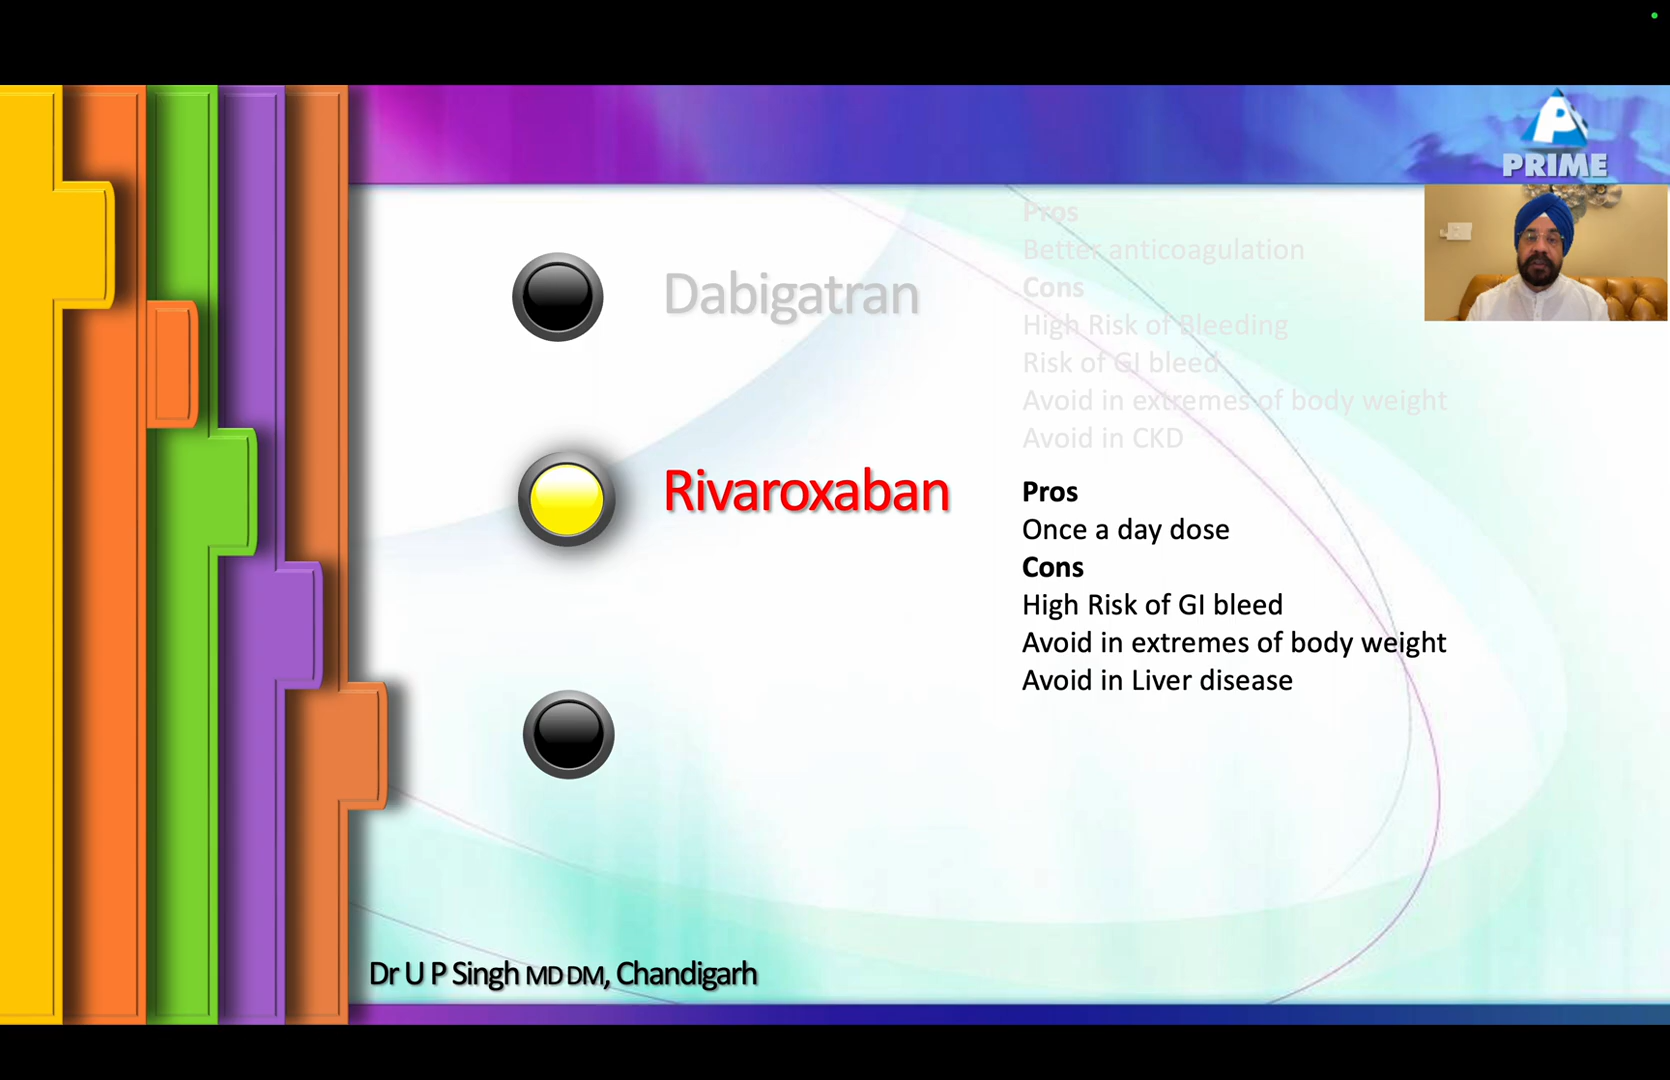 PRIME
Dabigatran
Pros
Better anticoagulation
Cons
High Risk of Bleeding
Risk of GI bleed
Avoid in extremes of body weight
Avoid in CKD
Rivaroxaban
Pros
Once a day dose
Cons
High Risk of GI bleed
Avoid in extremes of body weight
Avoid in Liver disease
Dr U P Singh MD DM, Chandigarh